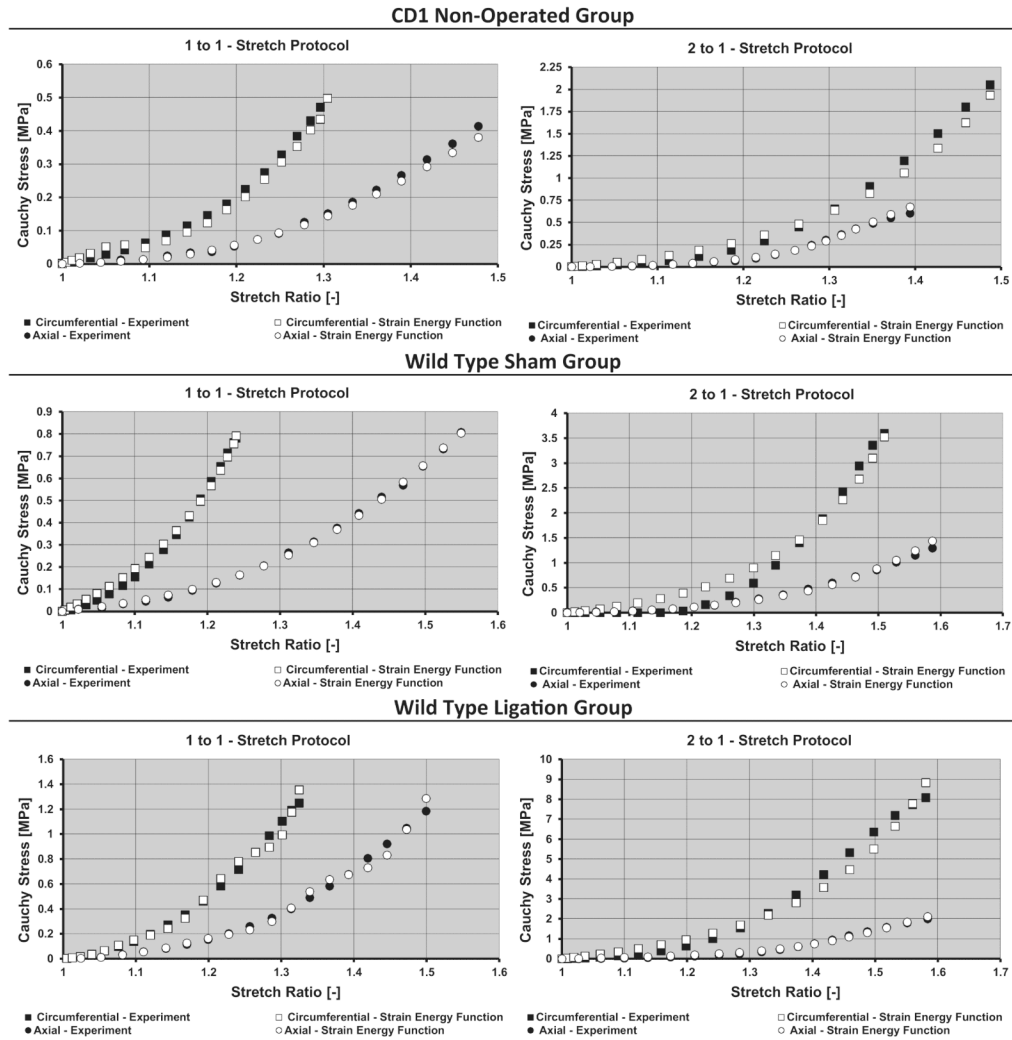 CD1 Non-Operated Group
1 to 1 - Stretch Protocol
Cauchy Stress [MPa]
0.6
0.5
0.4
0.3
0.2
0.1
0
1
1.1
1.2
1.3
1.4
1.5
Stretch Ratio [-]
Circumferential - Experiment
Circumferential - Strain Energy Function
Axial - Experiment
Axial - Strain Energy Function
2 to 1 - Stretch Protocol
Cauchy Stress [MPa]
2.25
2
1.75
1.5
1.25
1
0.75
0.5
0.25
0
1
1.1
1.2
1.3
1.4
1.5
Stretch Ratio [-]
Circumferential - Experiment
Circumferential - Strain Energy Function
Axial - Experiment
Axial - Strain Energy Function
Wild Type Sham Group
1 to 1 - Stretch Protocol
Cauchy Stress [MPa]
0.9
0.8
0.7
0.6
0.5
0.4
0.3
0.2
0.1
0
1
1.1
1.2
1.3
1.4
1.5
1.6
Stretch Ratio [-]
Circumferential - Experiment
Circumferential - Strain Energy Function
Axial - Experiment
Axial - Strain Energy Function
2 to 1 - Stretch Protocol
Cauchy Stress [MPa]
4
3.5
3
2.5
2
1.5
1
0.5
0
1
1.1
1.2
1.3
1.4
1.5
1.6
1.7
Stretch Ratio [-]
Circumferential - Experiment
Circumferential - Strain Energy Function
Axial - Experiment
Axial - Strain Energy Function
Wild Type Ligation Group
1 to 1 - Stretch Protocol
Cauchy Stress [MPa]
1.6
1.4
1.2
1
0.8
0.6
0.4
0.2
0
1
1.1
1.2
1.3
1.4
1.5
1.6
Stretch Ratio [-]
Circumferential - Experiment
Circumferential - Strain Energy Function
Axial - Experiment
Axial - Strain Energy Function
2 to 1 - Stretch Protocol
Cauchy Stress [MPa]
10
9
8
7
6
5
4
3
2
1
0
1
1.1
1.2
1.3
1.4
1.5
1.6
1.7
Stretch Ratio [-]
Circumferential - Experiment
Circumferential - Strain Energy Function
Axial - Experiment
Axial - Strain Energy Function